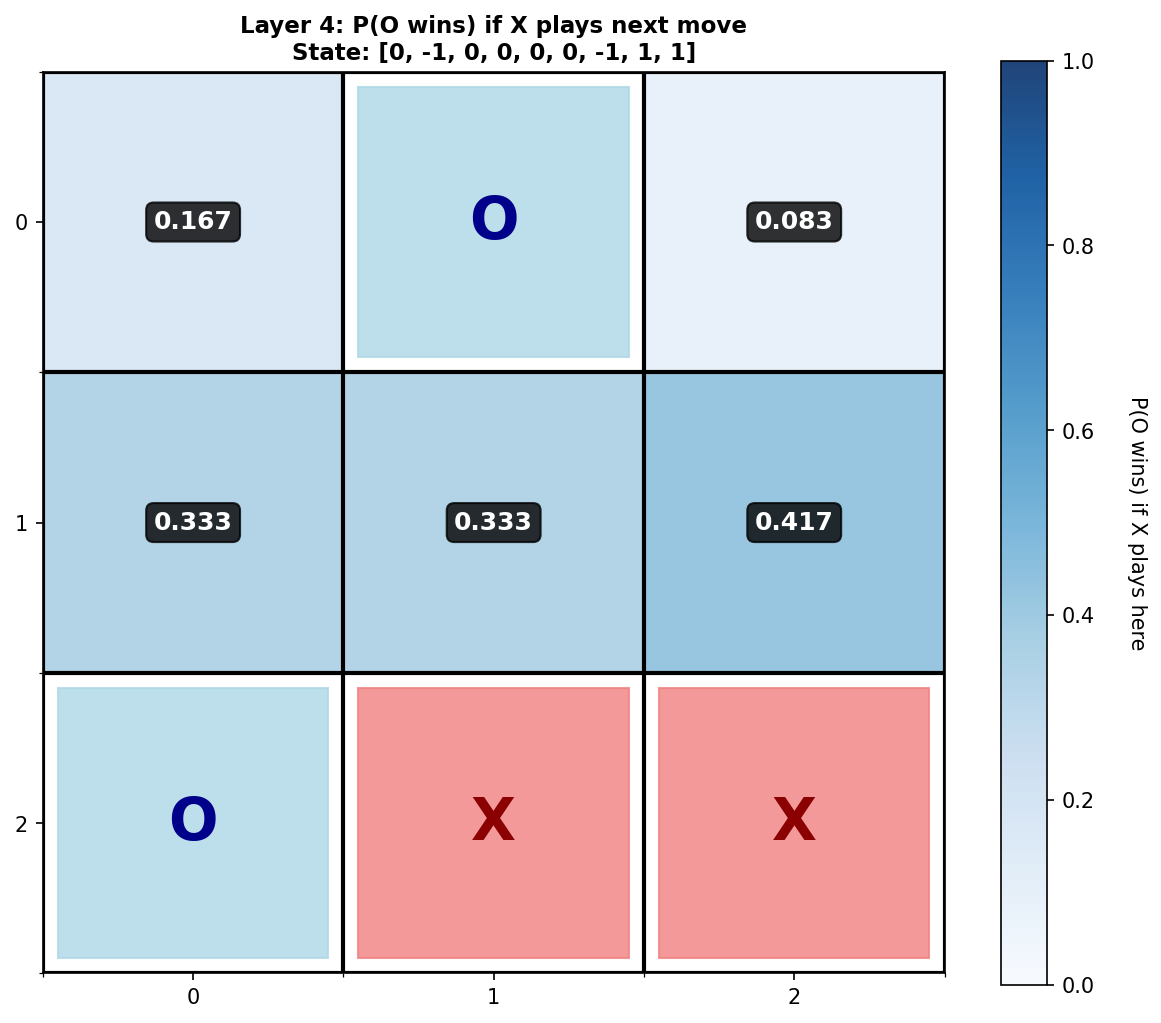 Layer 4: P(O wins) if X plays next move
State: [0, -1, 0, 0, 0, 0, -1, 1, 1]
0
0.167
O
0.083
1
0.333
0.333
0.417
2
O
X
X
0
1
2
1.0
0.8
0.6
0.4
0.2
0.0
P(O wins) if X plays here